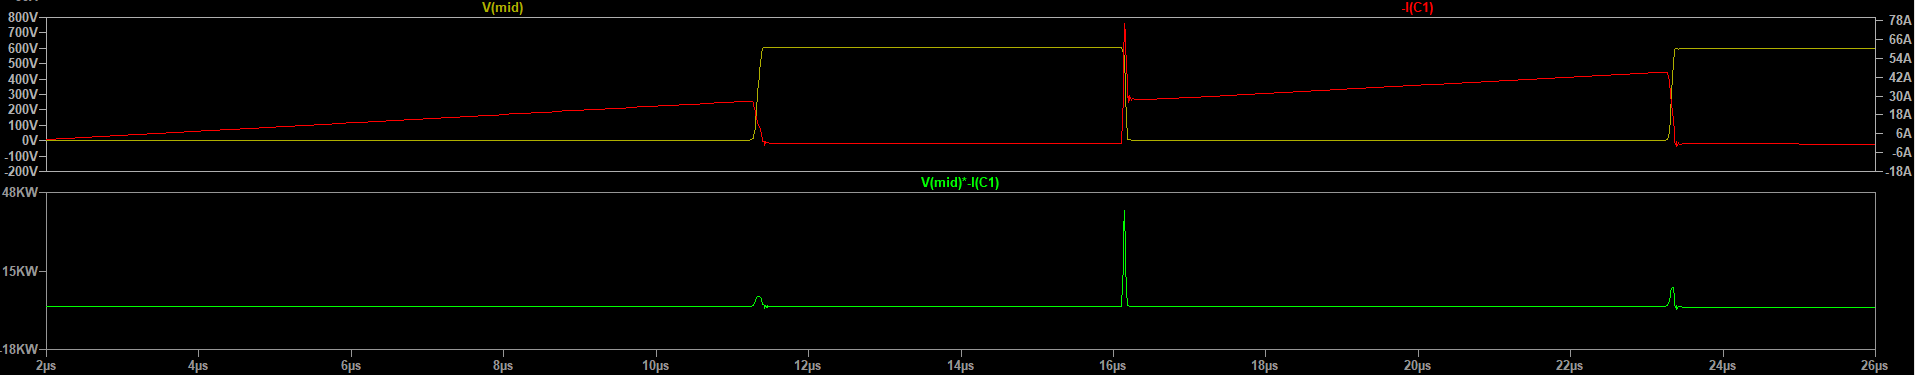 V(mid) -I(C1)
800V 78A
700V
600V 66A
500V 54A
400V 42A
300V 30A
200V 18A
100V
0V 6A
-100V -6A
-200V -18A
V(mid)*-I(C1)
48KW
15KW
-18KW
2µs 4µs 6µs 8µs 10µs 12µs 14µs 16µs 18µs 20µs 22µs 24µs 26µs